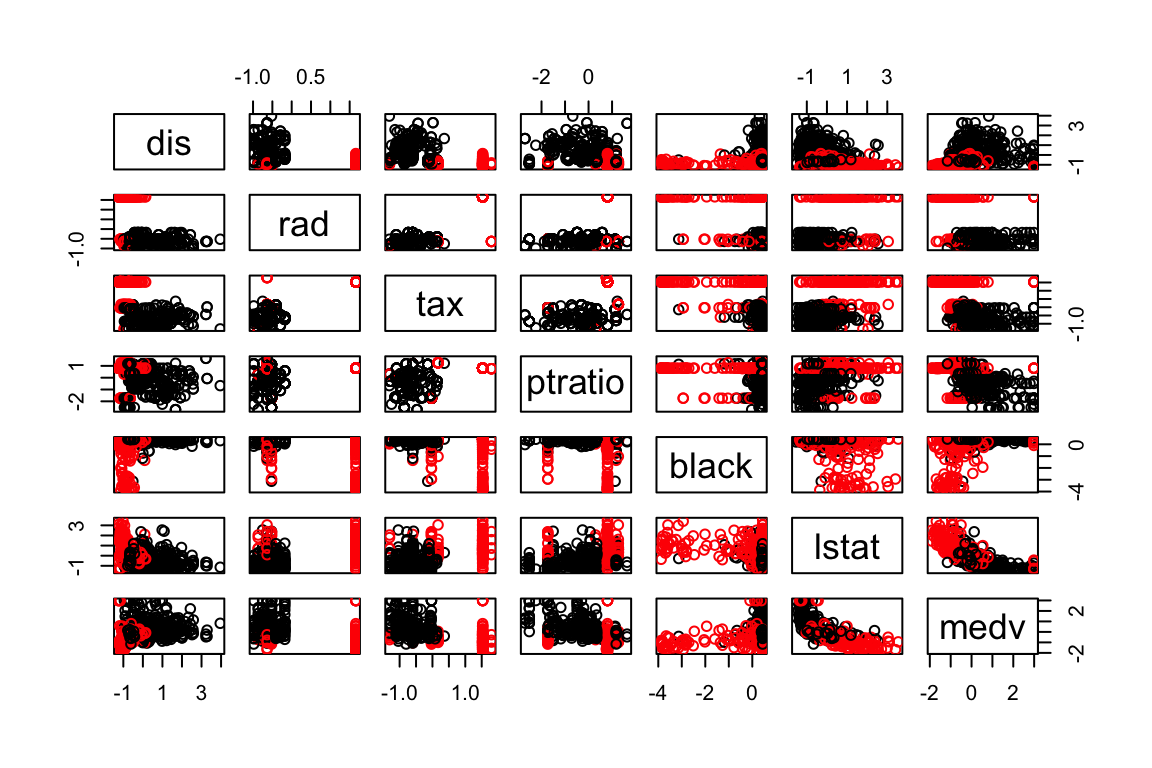 -1.0 0.5 -2 0 -1 1 3
dis 3 -1
-1.0 rad
tax -1.0
1 -2 ptratio
black 0 -4
3 -1 lstat
medv 2 -2
-1 1 3 -1.0 1.0 -4 -2 0 -2 0 2